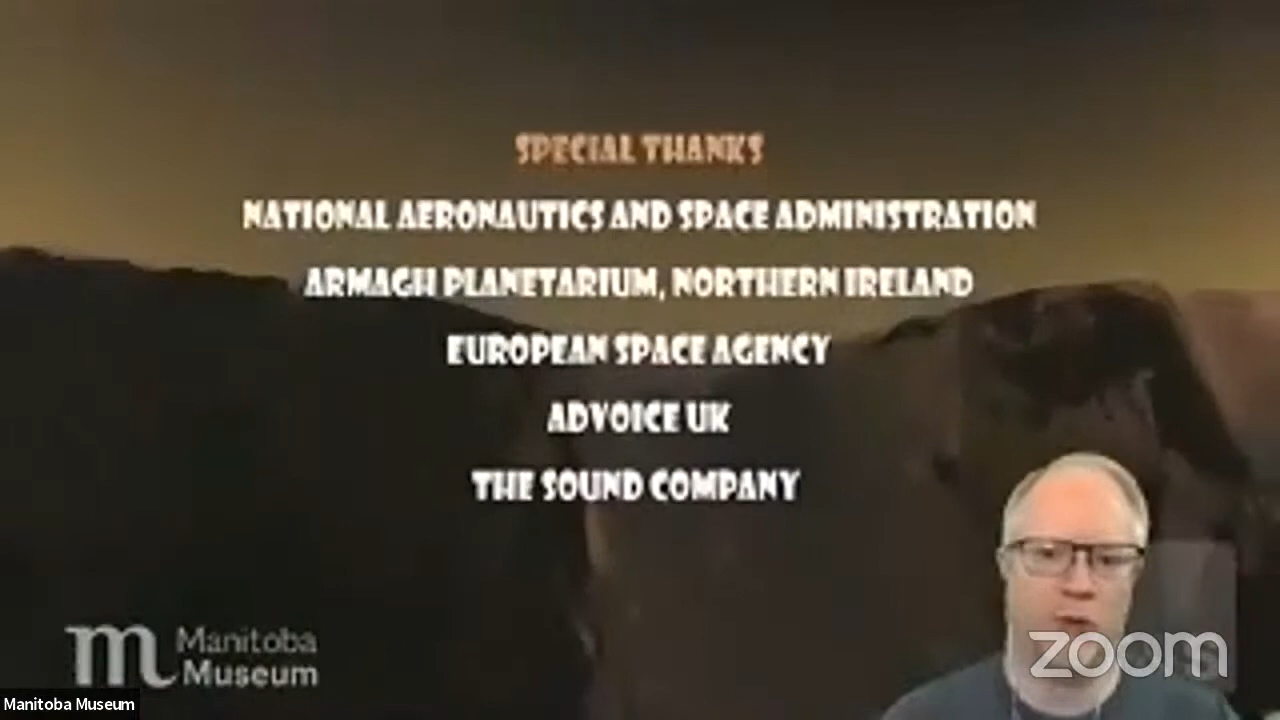 SPECIAL THANKS
NATIONAL AERONAUTICS AND SPACE ADMINISTRATION
ARMAGH PLANETARIUM, NORTHERN IRELAND
EUROPEAN SPACE AGENCY
ADVOICE UK
THE SOUND COMPANY
m Manitoba
Museum
zoom
Manitoba Museum